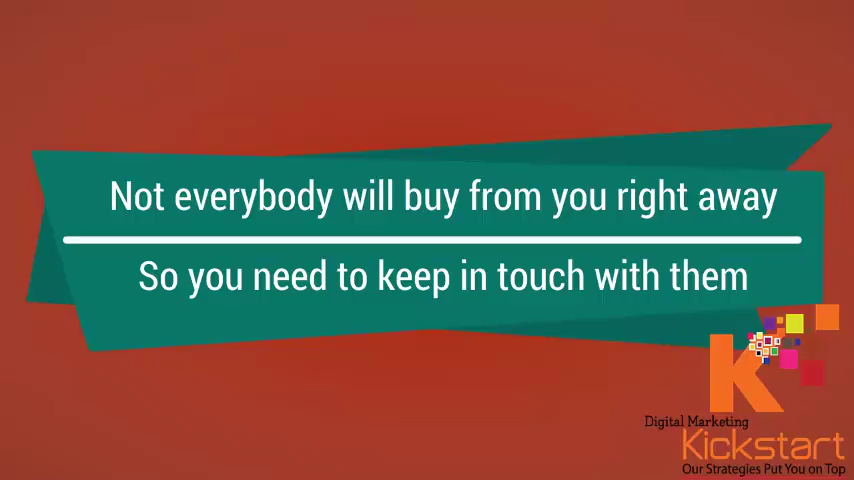 Not everybody will buy from you right away
So you need to keep in touch with them
K
Digital Marketing
Kickstart
Our Strategies Put You on Top